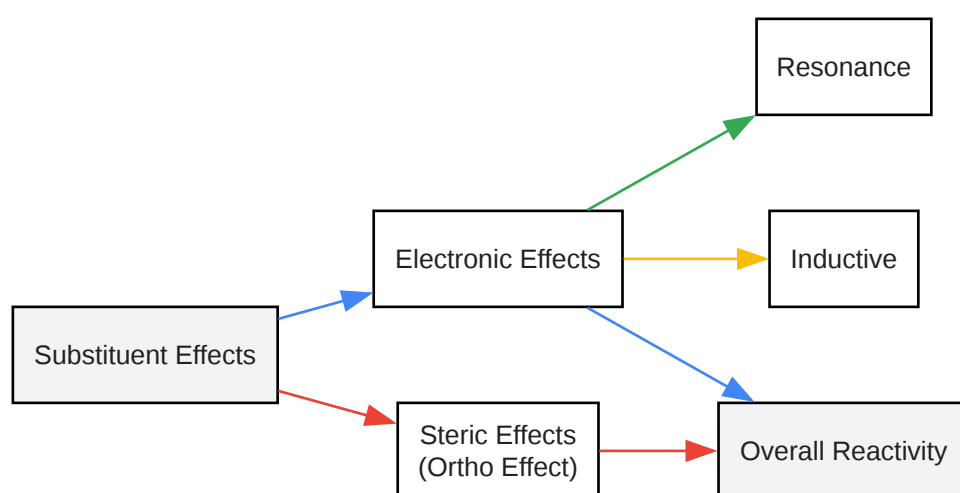 Resonance
Electronic Effects
Inductive
Substituent Effects
Steric Effects
(Ortho Effect)
Overall Reactivity